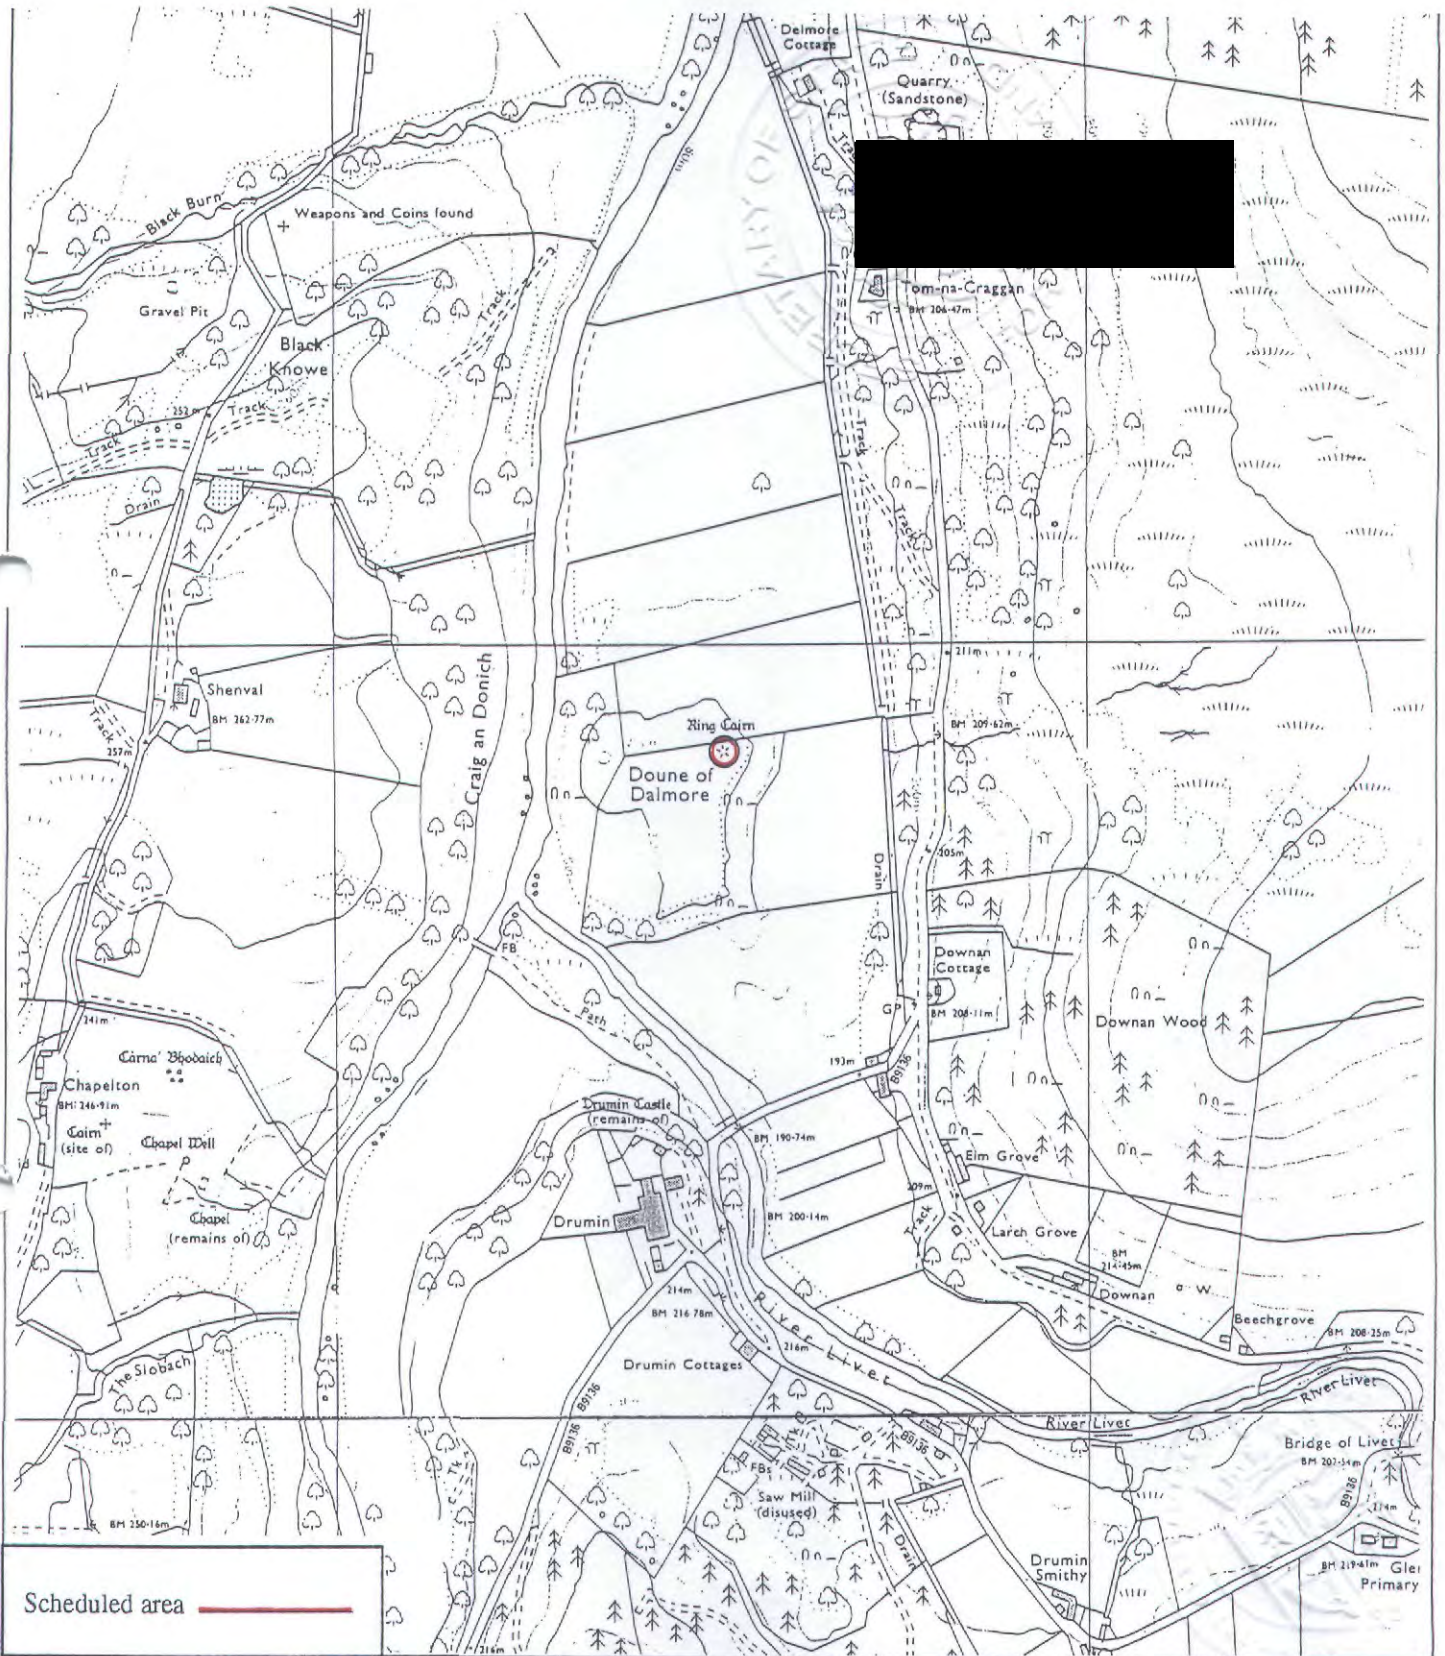 Delmore
Cottage
Quarry
(Sandstone)
Track
80m
Black Burn
Weapons and Coins found
Tom-na-Craggan
BM 206·47m
Gravel Pit
Track
Black
Knowe
252m
Track
Track
Track
Drain
Track
211m
Craig an Donich
Shenval
BM 262·77m
Track
257m
Ring Cairn
BM 209·62m
Doune of
Dalmore
205m
Drain
FB
Downan
Cottage
GP
BM 208·11m
Downan Wood
Path
241m
Càrna' Bhodaich
193m
B9136
Chapelton
BM: 246·91m
Drumin Castle
(remains of)
Cairn
(site of)
Chapel Well
BM 190·74m
Elm Grove
209m
Track
Chapel
(remains of)
Drumin
BM 200·14m
Larch Grove
BM
214·45m
214m
BM 216·78m
Downan
W
River Livet
Beechgrove
BM 208·25m
216m
Drumin Cottages
The Slobach
River Livet
B9136
River Livet
B9136
B9136
Bridge of Livet
BM 207·54m
FBs
Tk
B9136
Saw Mill
(disused)
214m
BM 250·16m
Drain
Drumin
Smithy
BM 219·61m
Primary
216m
Scheduled area